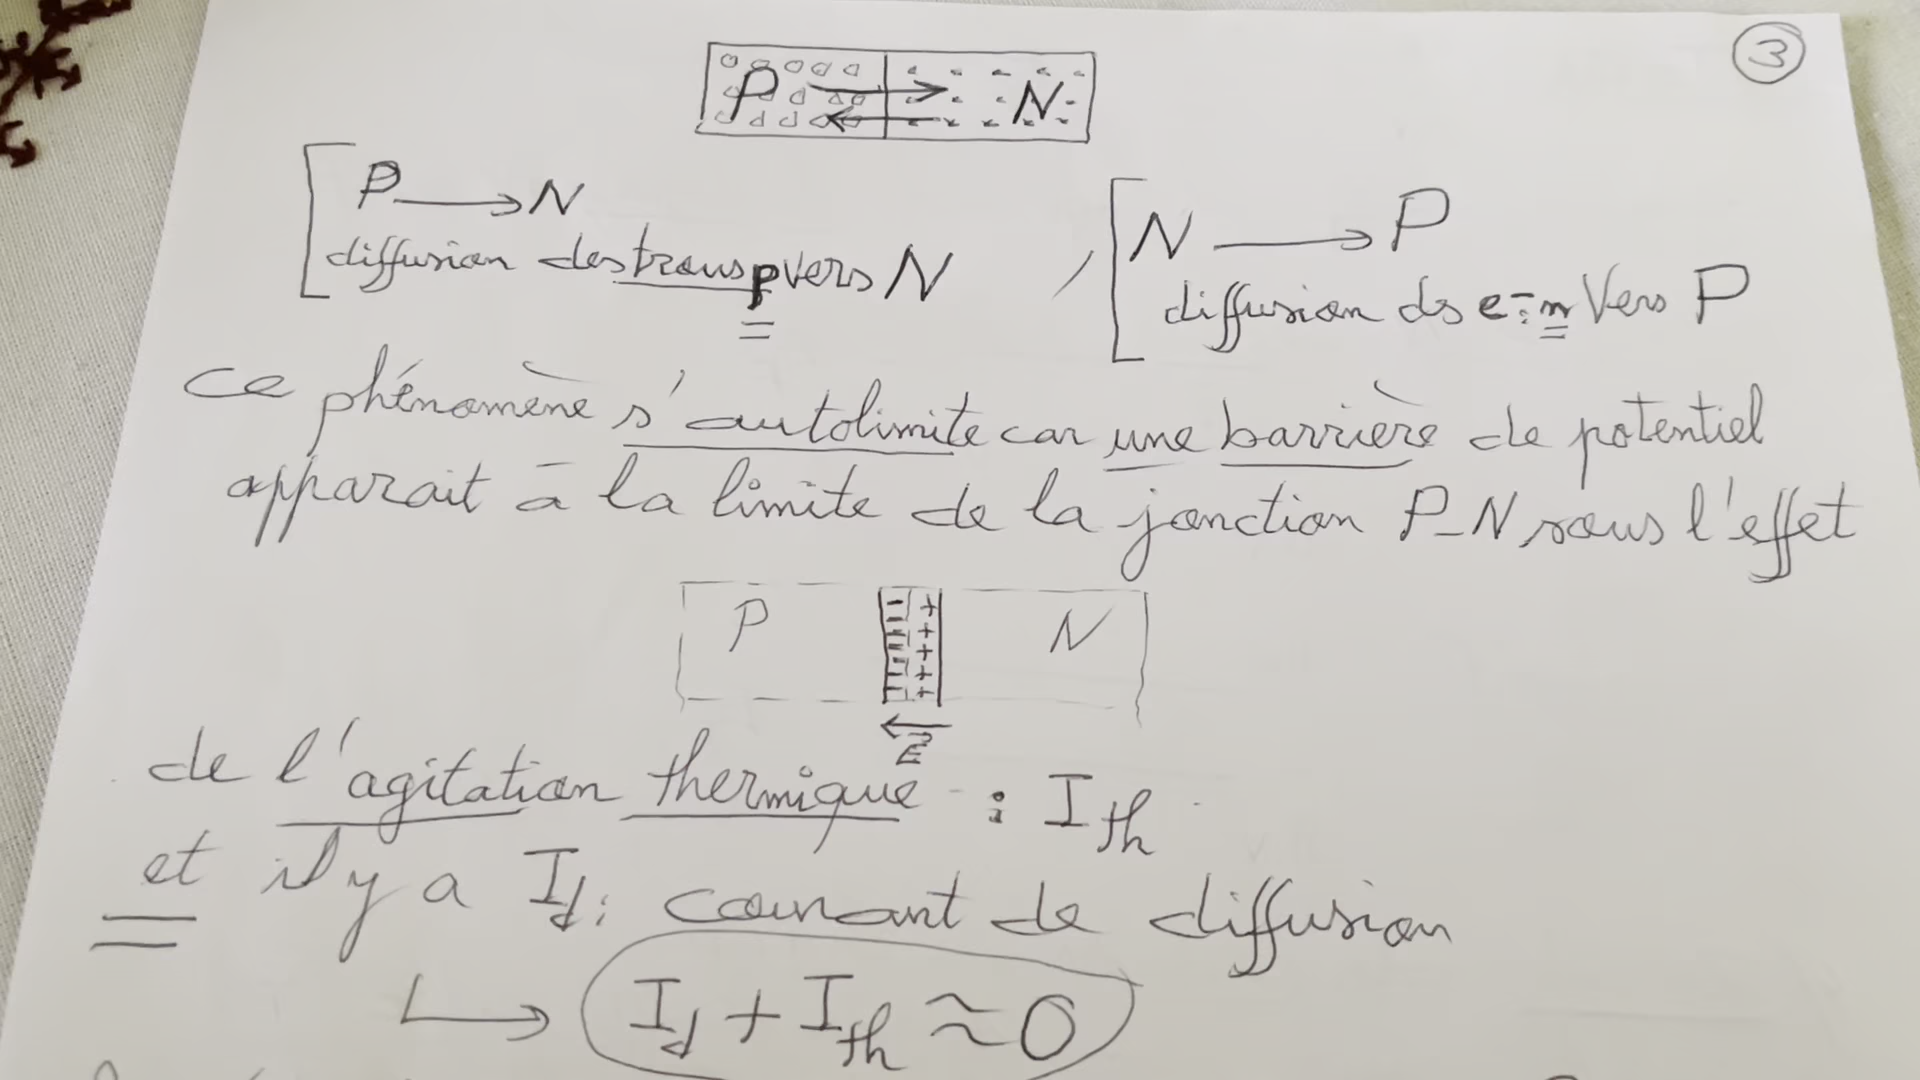 3
P N
P → N
diffusion des trous p vers N
, N → P
diffusion ds e⁻: n Vers P
ce phénomène s'autolimite car une barrière de potentiel
apparait à la limite de la jonction P-N sous l'effet
P - + N
E
de l'agitation thermique : Ith
et il y a Id : courant de diffusion
↳ Id + Ith ≈ 0